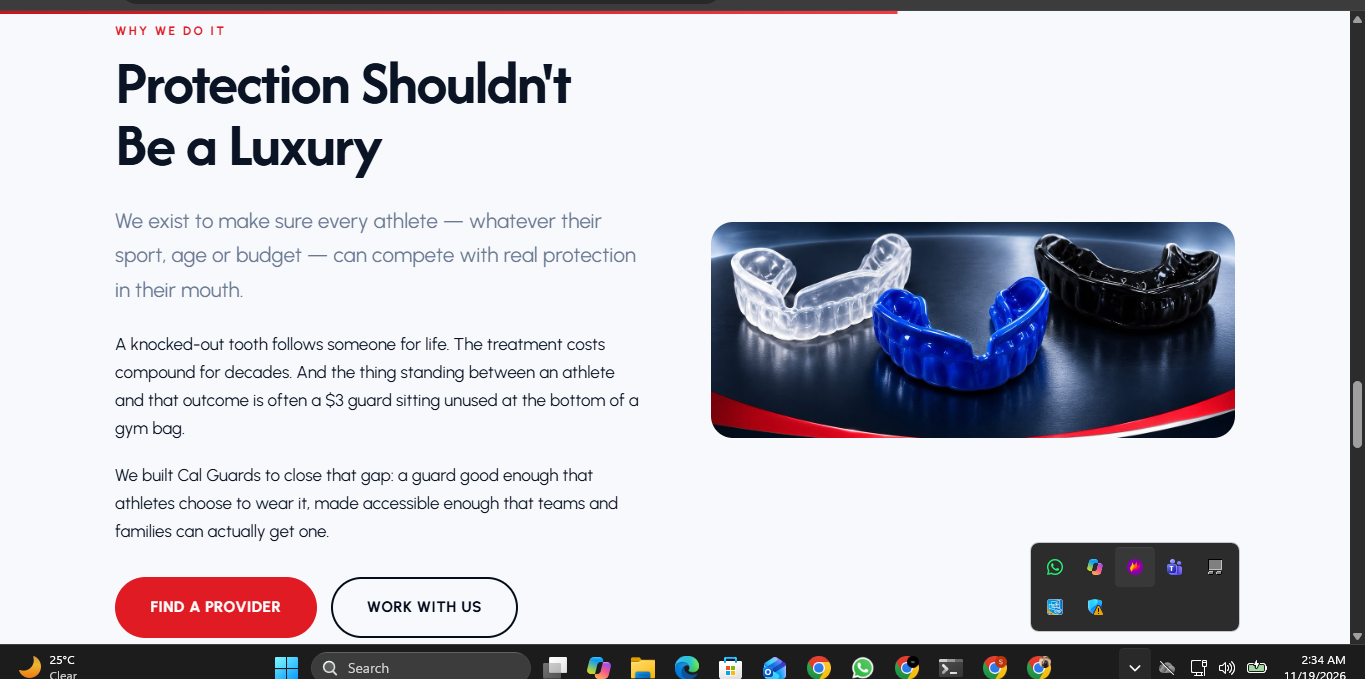 WHY WE DO IT
Protection Shouldn't
Be a Luxury
We exist to make sure every athlete — whatever their
sport, age or budget — can compete with real protection
in their mouth.
A knocked-out tooth follows someone for life. The treatment costs
compound for decades. And the thing standing between an athlete
and that outcome is often a $3 guard sitting unused at the bottom of a
gym bag.
We built Cal Guards to close that gap: a guard good enough that
athletes choose to wear it, made accessible enough that teams and
families can actually get one.
FIND A PROVIDER
WORK WITH US
25°C
Clear
Search
2:34 AM
11/19/2026